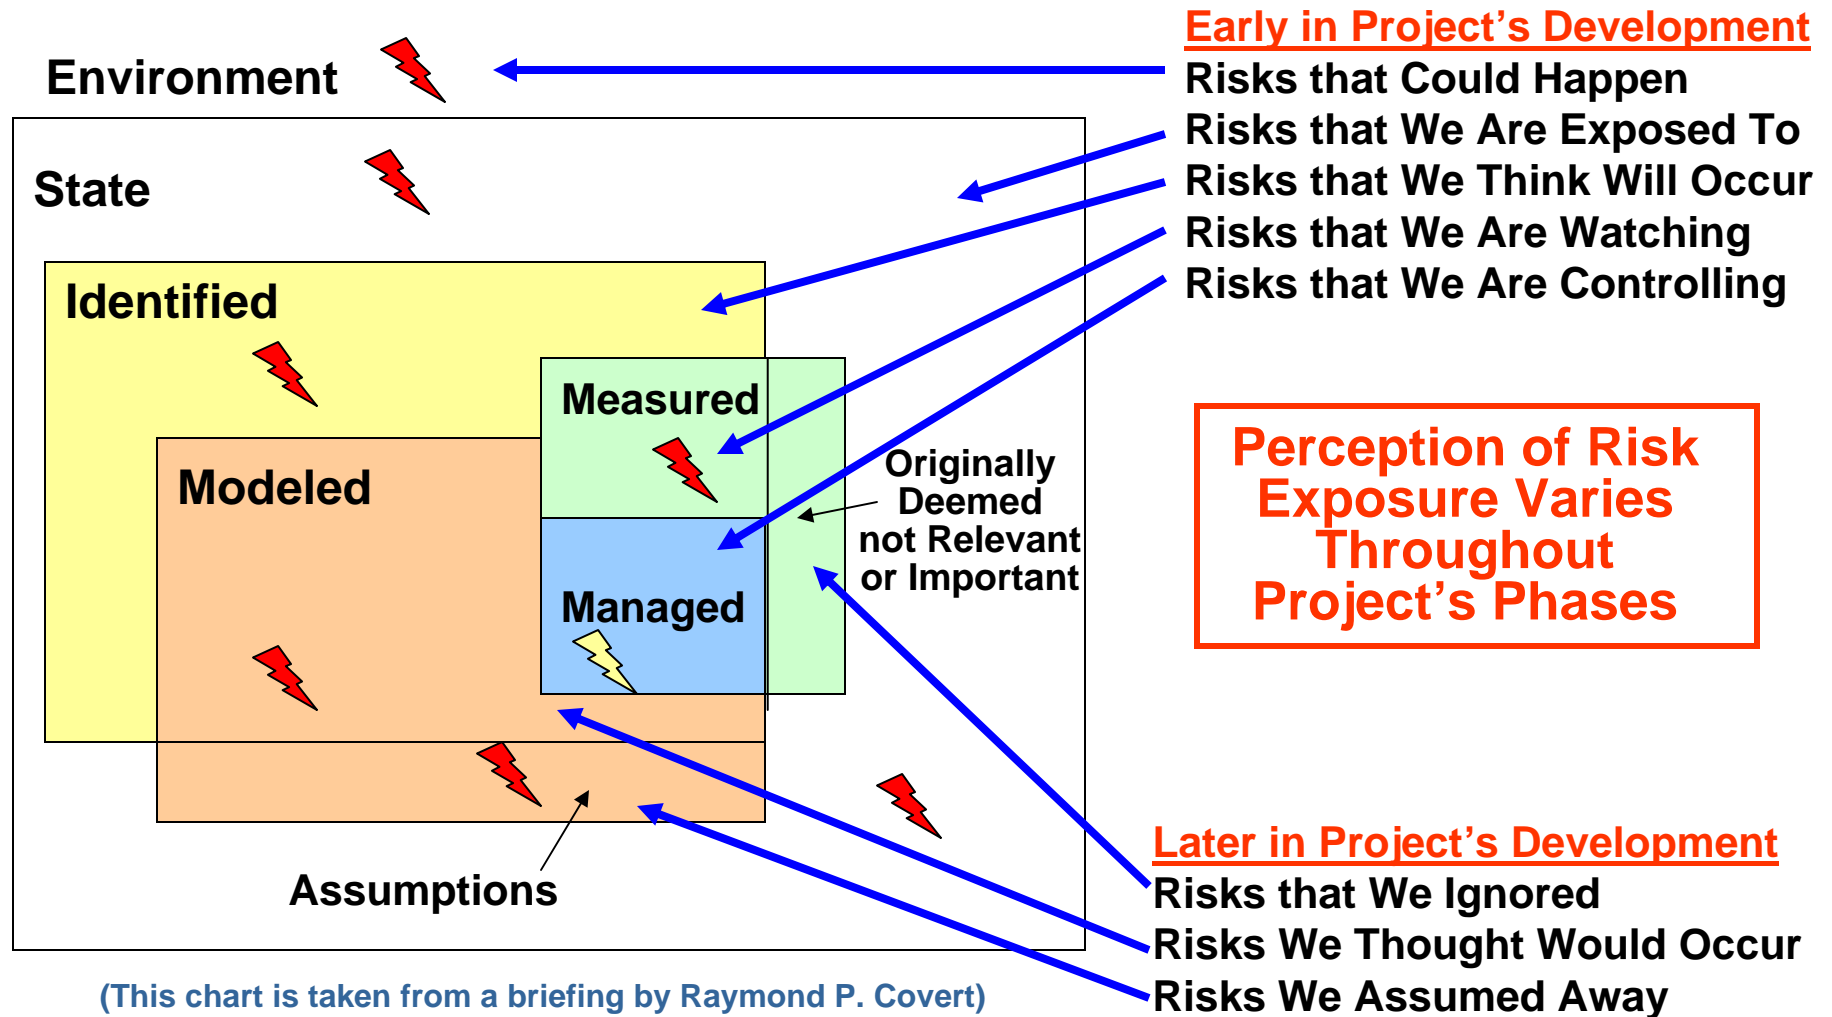 Early in Project’s Development
Environment
Risks that Could Happen
Risks that We Are Exposed To
State
Risks that We Think Will Occur
Risks that We Are Watching
Risks that We Are Controlling
Identified
Measured
Modeled
Originally
Deemed
not Relevant
or Important
Perception of Risk
Exposure Varies
Throughout
Project’s Phases
Managed
Assumptions
Later in Project’s Development
Risks that We Ignored
Risks We Thought Would Occur
Risks We Assumed Away
(This chart is taken from a briefing by Raymond P. Covert)